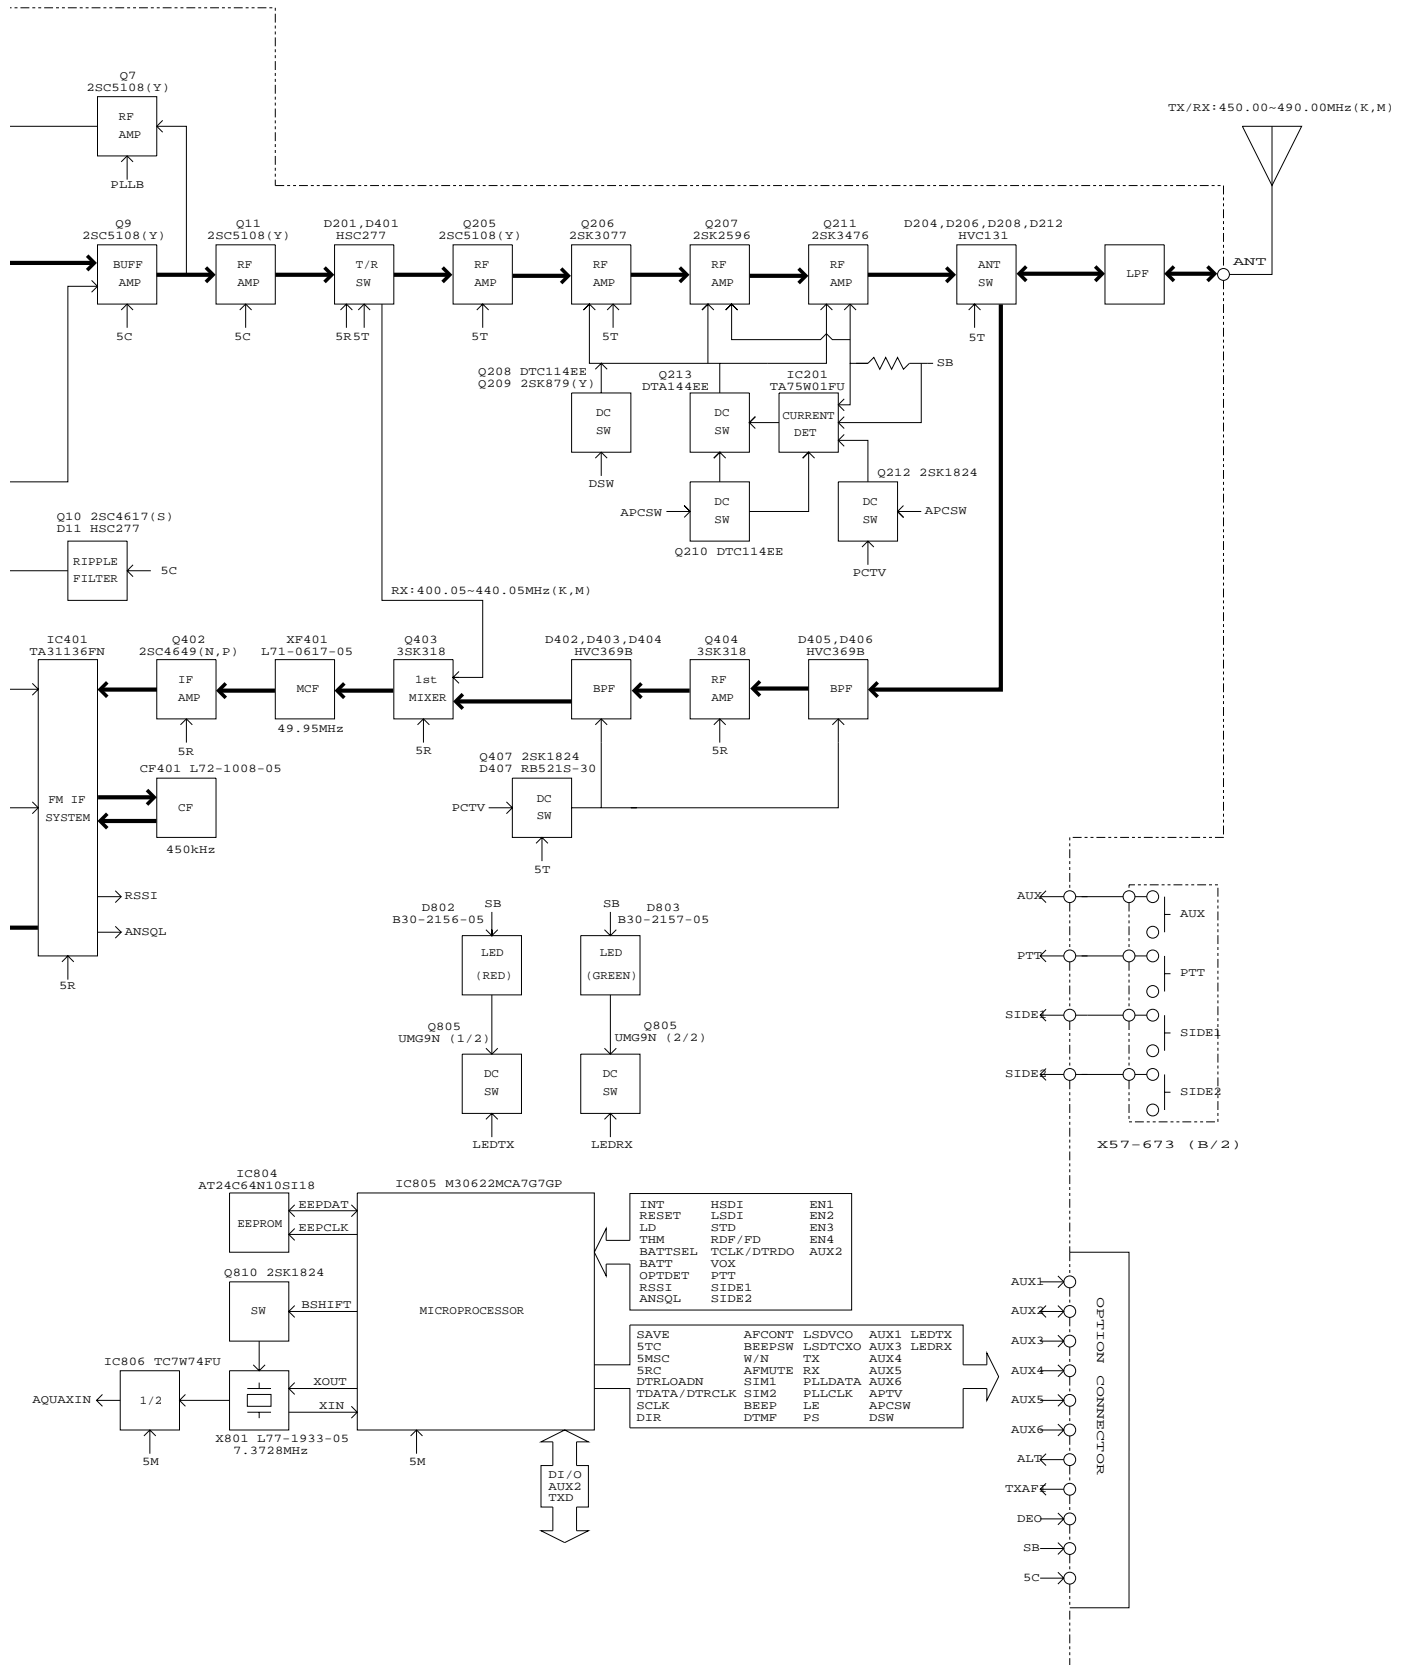 Q7
2SC5108(Y)
RF
AMP
PLLB
TX/RX:450.00~490.00MHz(K,M)
ANT
Q9
2SC5108(Y)
BUFF
AMP
5C
Q11
2SC5108(Y)
RF
AMP
5C
D201,D401
HSC277
T/R
SW
5R 5T
Q205
2SC5108(Y)
RF
AMP
5T
Q206
2SK3077
RF
AMP
5T
Q207
2SK2596
RF
AMP
Q211
2SK3476
RF
AMP
D204,D206,D208,D212
HVC131
ANT
SW
5T
LPF
SB
Q208 DTC114EE
Q209 2SK879(Y)
DC
SW
DSW
Q213
DTA144EE
DC
SW
IC201
TA75W01FU
CURRENT
DET
APCSW
DC
SW
Q210 DTC114EE
Q212 2SK1824
DC
SW
APCSW
PCTV
Q10 2SC4617(S)
D11 HSC277
RIPPLE
FILTER
5C
RX:400.05~440.05MHz(K,M)
IC401
TA31136FN
FM IF
SYSTEM
5R
Q402
2SC4649(N,P)
IF
AMP
5R
XF401
L71-0617-05
MCF
49.95MHz
Q403
3SK318
1st
MIXER
5R
D402,D403,D404
HVC369B
BPF
Q404
3SK318
RF
AMP
5R
D405,D406
HVC369B
BPF
CF401 L72-1008-05
CF
450kHz
RSSI
ANSQL
Q407 2SK1824
D407 RB521S-30
PCTV
DC
SW
5T
D802
B30-2156-05
SB
LED
(RED)
Q805
UMG9N (1/2)
DC
SW
LEDTX
SB
D803
B30-2157-05
LED
(GREEN)
Q805
UMG9N (2/2)
DC
SW
LEDRX
AUX
AUX
PTT
PTT
SIDE1
SIDE1
SIDE2
SIDE2
X57-673 (B/2)
IC804
AT24C64N10SI18
EEPROM
EEPDAT
EEPCLK
IC805 M30622MCA7G7GP
MICROPROCESSOR
5M
Q810 2SK1824
SW
BSHIFT
IC806 TC7W74FU
AQUAXIN
1/2
5M
XOUT
XIN
X801 L77-1933-05
7.3728MHz
INT HSDI EN1
RESET LSDI EN2
LD STD EN3
THM RDF/FD EN4
BATTSEL TCLK/DTRDO AUX2
BATT VOX
OPTDET PTT
RSSI SIDE1
ANSQL SIDE2
SAVE AFCONT LSDVCO AUX1 LEDTX
5TC BEEPSW LSDTCXO AUX3 LEDRX
5MSC W/N TX AUX4
5RC AFMUTE RX AUX5
DTRLOADN SIM1 PLLDATA AUX6
TDATA/DTRCLK SIM2 PLLCLK APTV
SCLK BEEP LE APCSW
DIR DTMF PS DSW
DI/O
AUX2
TXD
AUX1
AUX2
AUX3
AUX4
AUX5
AUX6
ALT
TXAFI
DEO
SB
5C
OPTION CONNECTOR